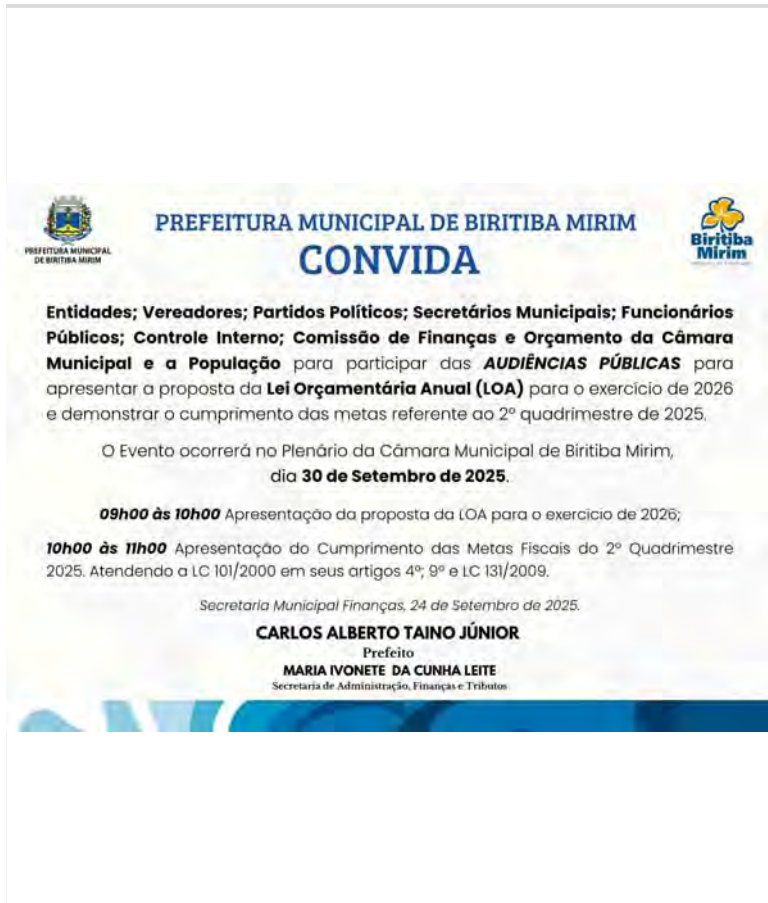 PREFEITURA MUNICIPAL
DE BIRITIBA MIRIM
PREFEITURA MUNICIPAL DE BIRITIBA MIRIM
CONVIDA
Biritiba
Mirim
Entidades; Vereadores; Partidos Políticos; Secretários Municipais; Funcionários
Públicos; Controle Interno; Comissão de Finanças e Orçamento da Câmara
Municipal e a População para participar das AUDIÊNCIAS PÚBLICAS para
apresentar a proposta da Lei Orçamentária Anual (LOA) para o exercício de 2026
e demonstrar o cumprimento das metas referente ao 2º quadrimestre de 2025.
O Evento ocorrerá no Plenário da Câmara Municipal de Biritiba Mirim,
dia 30 de Setembro de 2025.
09h00 às 10h00 Apresentação da proposta da LOA para o exercício de 2026;
10h00 às 11h00 Apresentação do Cumprimento das Metas Fiscais do 2º Quadrimestre
2025. Atendendo a LC 101/2000 em seus artigos 4º; 9º e LC 131/2009.
Secretaria Municipal Finanças, 24 de Setembro de 2025.
CARLOS ALBERTO TAINO JÚNIOR
Prefeito
MARIA IVONETE DA CUNHA LEITE
Secretaria de Administração, Finanças e Tributos